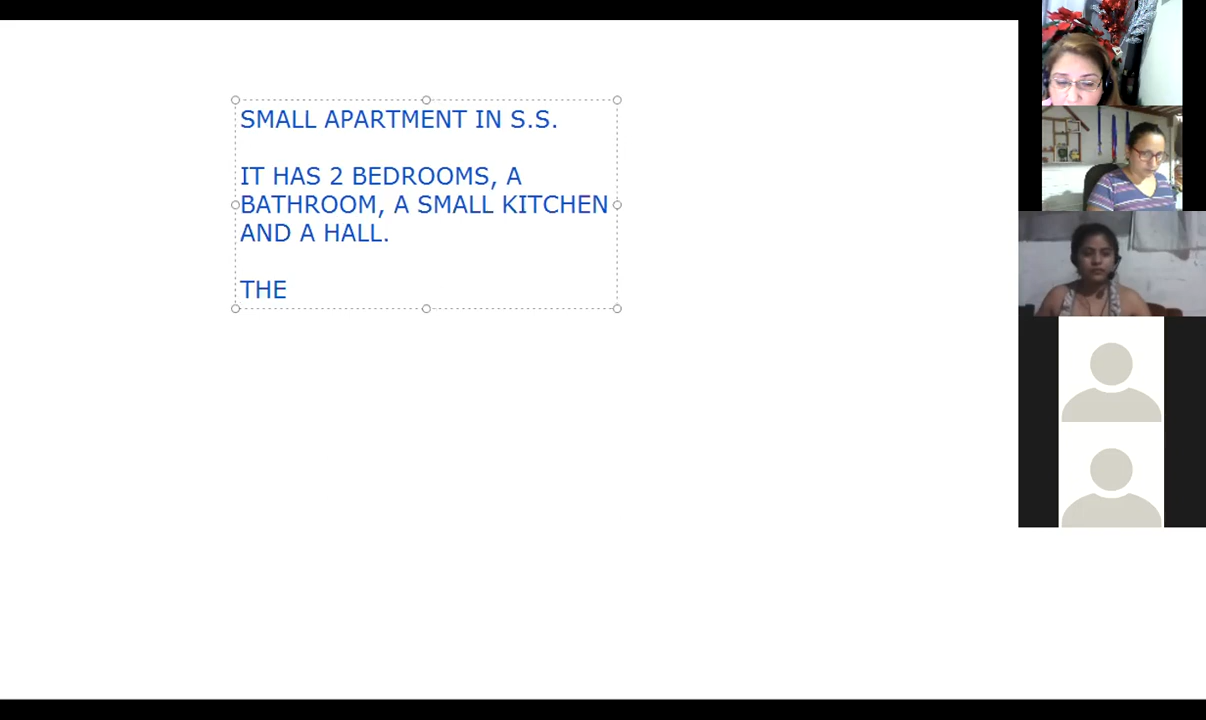 SMALL APARTMENT IN S.S.
IT HAS 2 BEDROOMS, A
BATHROOM, A SMALL KITCHEN
AND A HALL.
THE